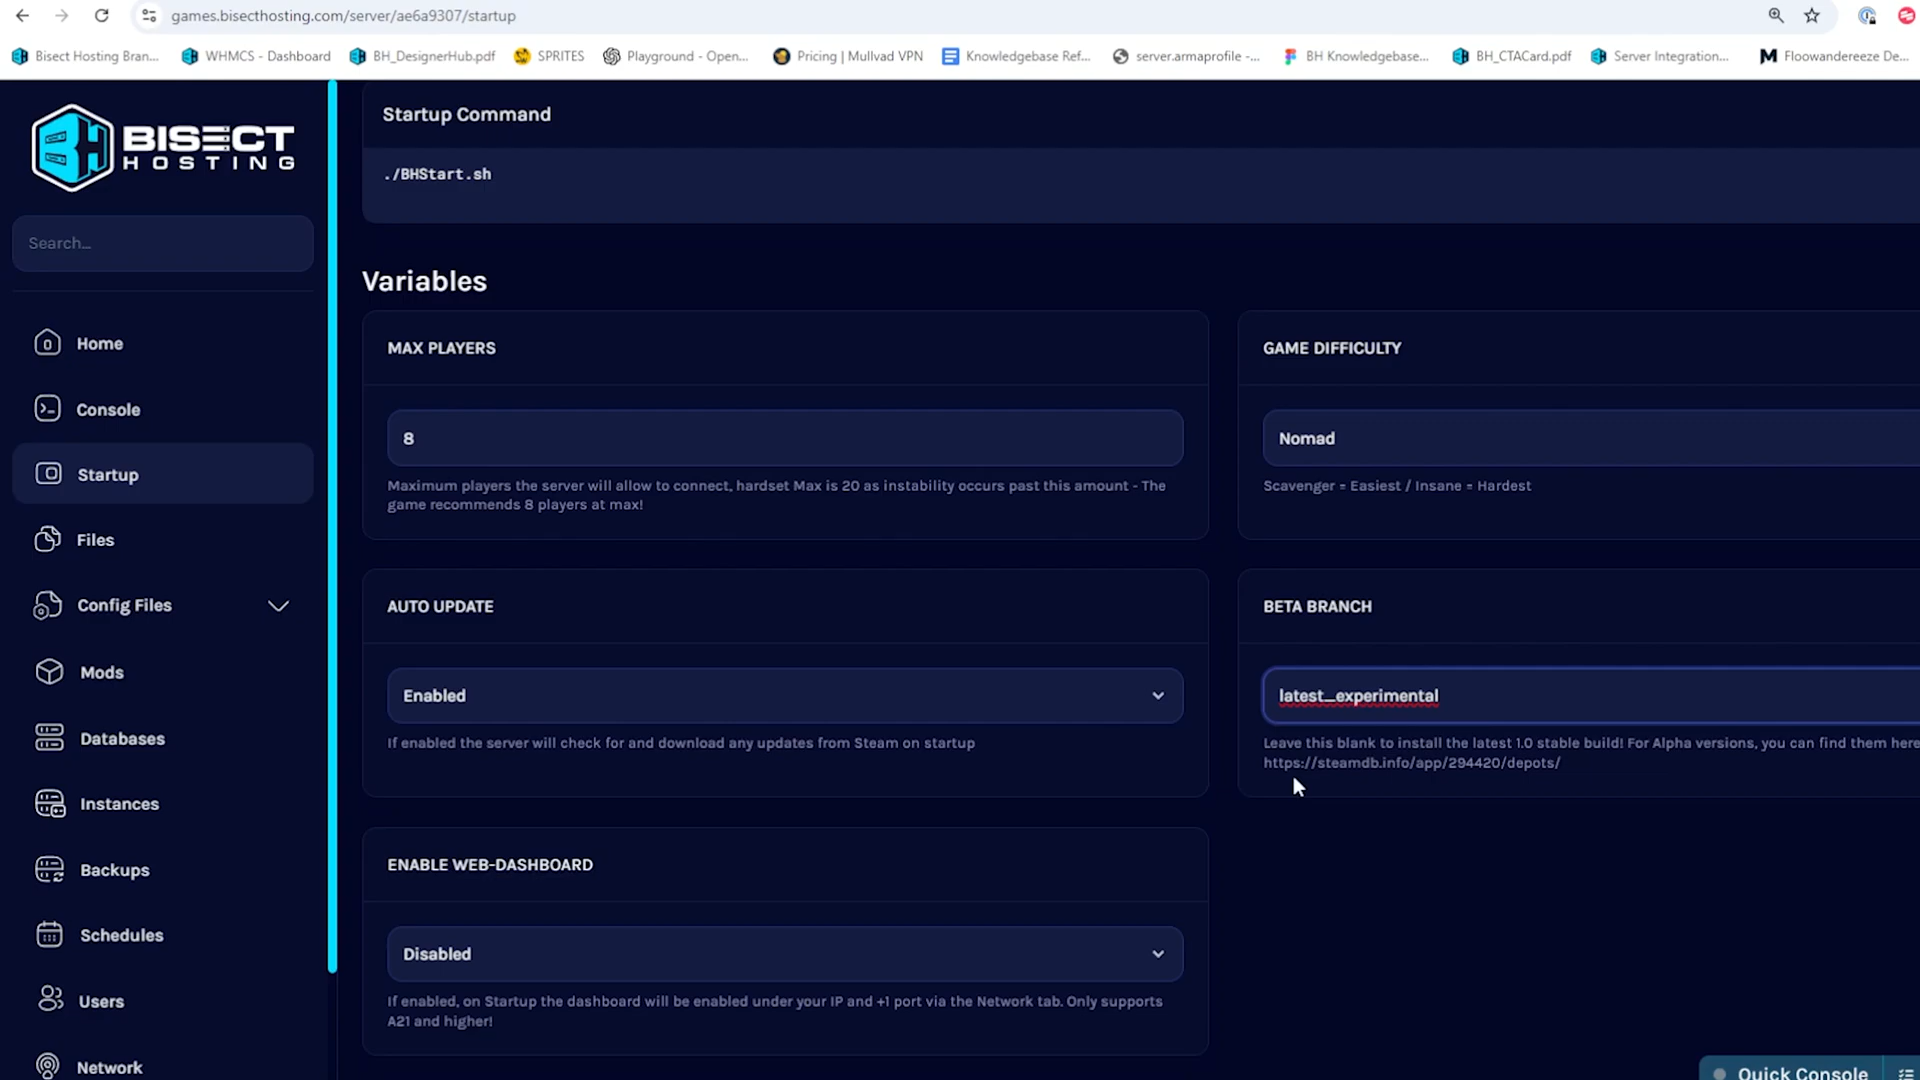 games.bisecthosting.com/server/ae6a9307/startup
Bisect Hosting Bran... WHMCS - Dashboard BH_DesignerHub.pdf SPRITES Playground - Open... Pricing | Mullvad VPN Knowledgebase Ref... server.armaprofile -... BH Knowledgebase... BH_CTACard.pdf Server Integration... Floowandereeze De...
BISECT
HOSTING
Search...
Home
Console
Startup
Files
Config Files
Mods
Databases
Instances
Backups
Schedules
Users
Network
Startup Command
./BHStart.sh
Variables
MAX PLAYERS
8
Maximum players the server will allow to connect, hardset Max is 20 as instability occurs past this amount - The
game recommends 8 players at max!
GAME DIFFICULTY
Nomad
Scavenger = Easiest / Insane = Hardest
AUTO UPDATE
Enabled
If enabled the server will check for and download any updates from Steam on startup
BETA BRANCH
latest_experimental
Leave this blank to install the latest 1.0 stable build! For Alpha versions, you can find them here
https://steamdb.info/app/294420/depots/
ENABLE WEB-DASHBOARD
Disabled
If enabled, on Startup the dashboard will be enabled under your IP and +1 port via the Network tab. Only supports
A21 and higher!
Quick Console